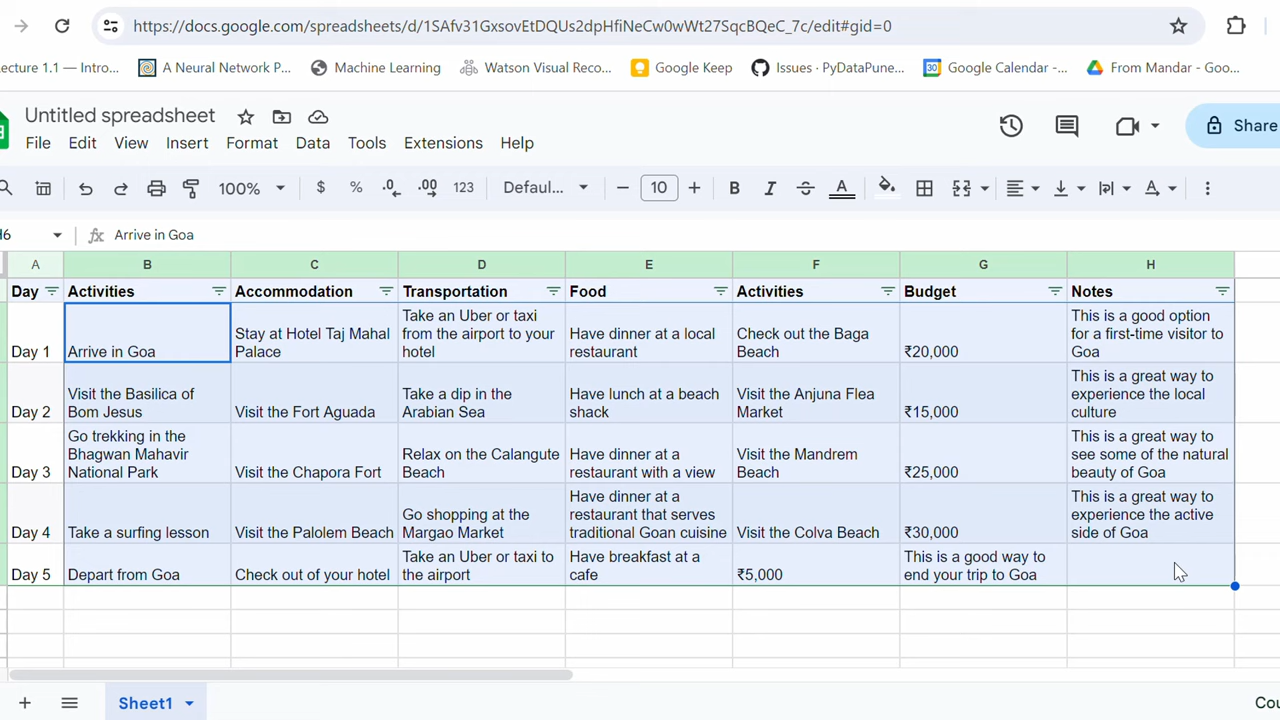 https://docs.google.com/spreadsheets/d/1SAfv31GxsovEtDQUs2dpHfiNeCw0wWt27SqcBQeC_7c/edit#gid=0
ecture 1.1 — Intro... A Neural Network P... Machine Learning Watson Visual Reco... Google Keep Issues · PyDataPune... 30 Google Calendar -... From Mandar - Goo...
Untitled spreadsheet
File Edit View Insert Format Data Tools Extensions Help
Share
100% $ % .0 .00 123 Defaul... − 10 + B I S A
H6 fx Arrive in Goa
A B C D E F G H
Day Activities Accommodation Transportation Food Activities Budget Notes
Day 1
Arrive in Goa
Stay at Hotel Taj Mahal
Palace
Take an Uber or taxi
from the airport to your
hotel
Have dinner at a local
restaurant
Check out the Baga
Beach
₹20,000
This is a good option
for a first-time visitor to
Goa
Day 2
Visit the Basilica of
Bom Jesus
Visit the Fort Aguada
Take a dip in the
Arabian Sea
Have lunch at a beach
shack
Visit the Anjuna Flea
Market
₹15,000
This is a great way to
experience the local
culture
Day 3
Go trekking in the
Bhagwan Mahavir
National Park
Visit the Chapora Fort
Relax on the Calangute
Beach
Have dinner at a
restaurant with a view
Visit the Mandrem
Beach
₹25,000
This is a great way to
see some of the natural
beauty of Goa
Day 4
Take a surfing lesson
Visit the Palolem Beach
Go shopping at the
Margao Market
Have dinner at a
restaurant that serves
traditional Goan cuisine
Visit the Colva Beach
₹30,000
This is a great way to
experience the active
side of Goa
Day 5
Depart from Goa
Check out of your hotel
Take an Uber or taxi to
the airport
Have breakfast at a
cafe
₹5,000
This is a good way to
end your trip to Goa
Sheet1
Cou